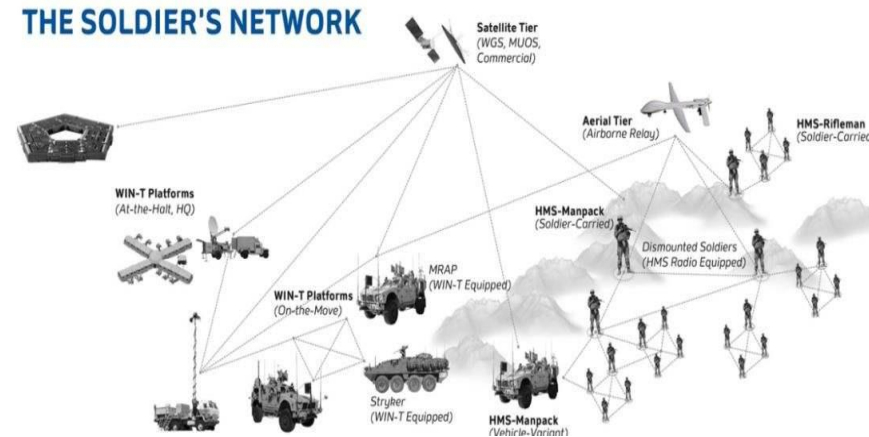 THE SOLDIER'S NETWORK
Satellite Tier
(WGS, MUOS,
Commercial)
Aerial Tier
(Airborne Relay)
HMS-Rifleman
(Soldier-Carried
WIN-T Platforms
(At-the-Halt, HQ)
HMS-Manpack
(Soldier-Carried)
Dismounted Soldiers
(HMS Radio Equipped)
MRAP
(WIN-T Equipped)
WIN-T Platforms
(On-the-Move)
Stryker
(WIN-T Equipped)
HMS-Manpack
(Vehicle-Variant)